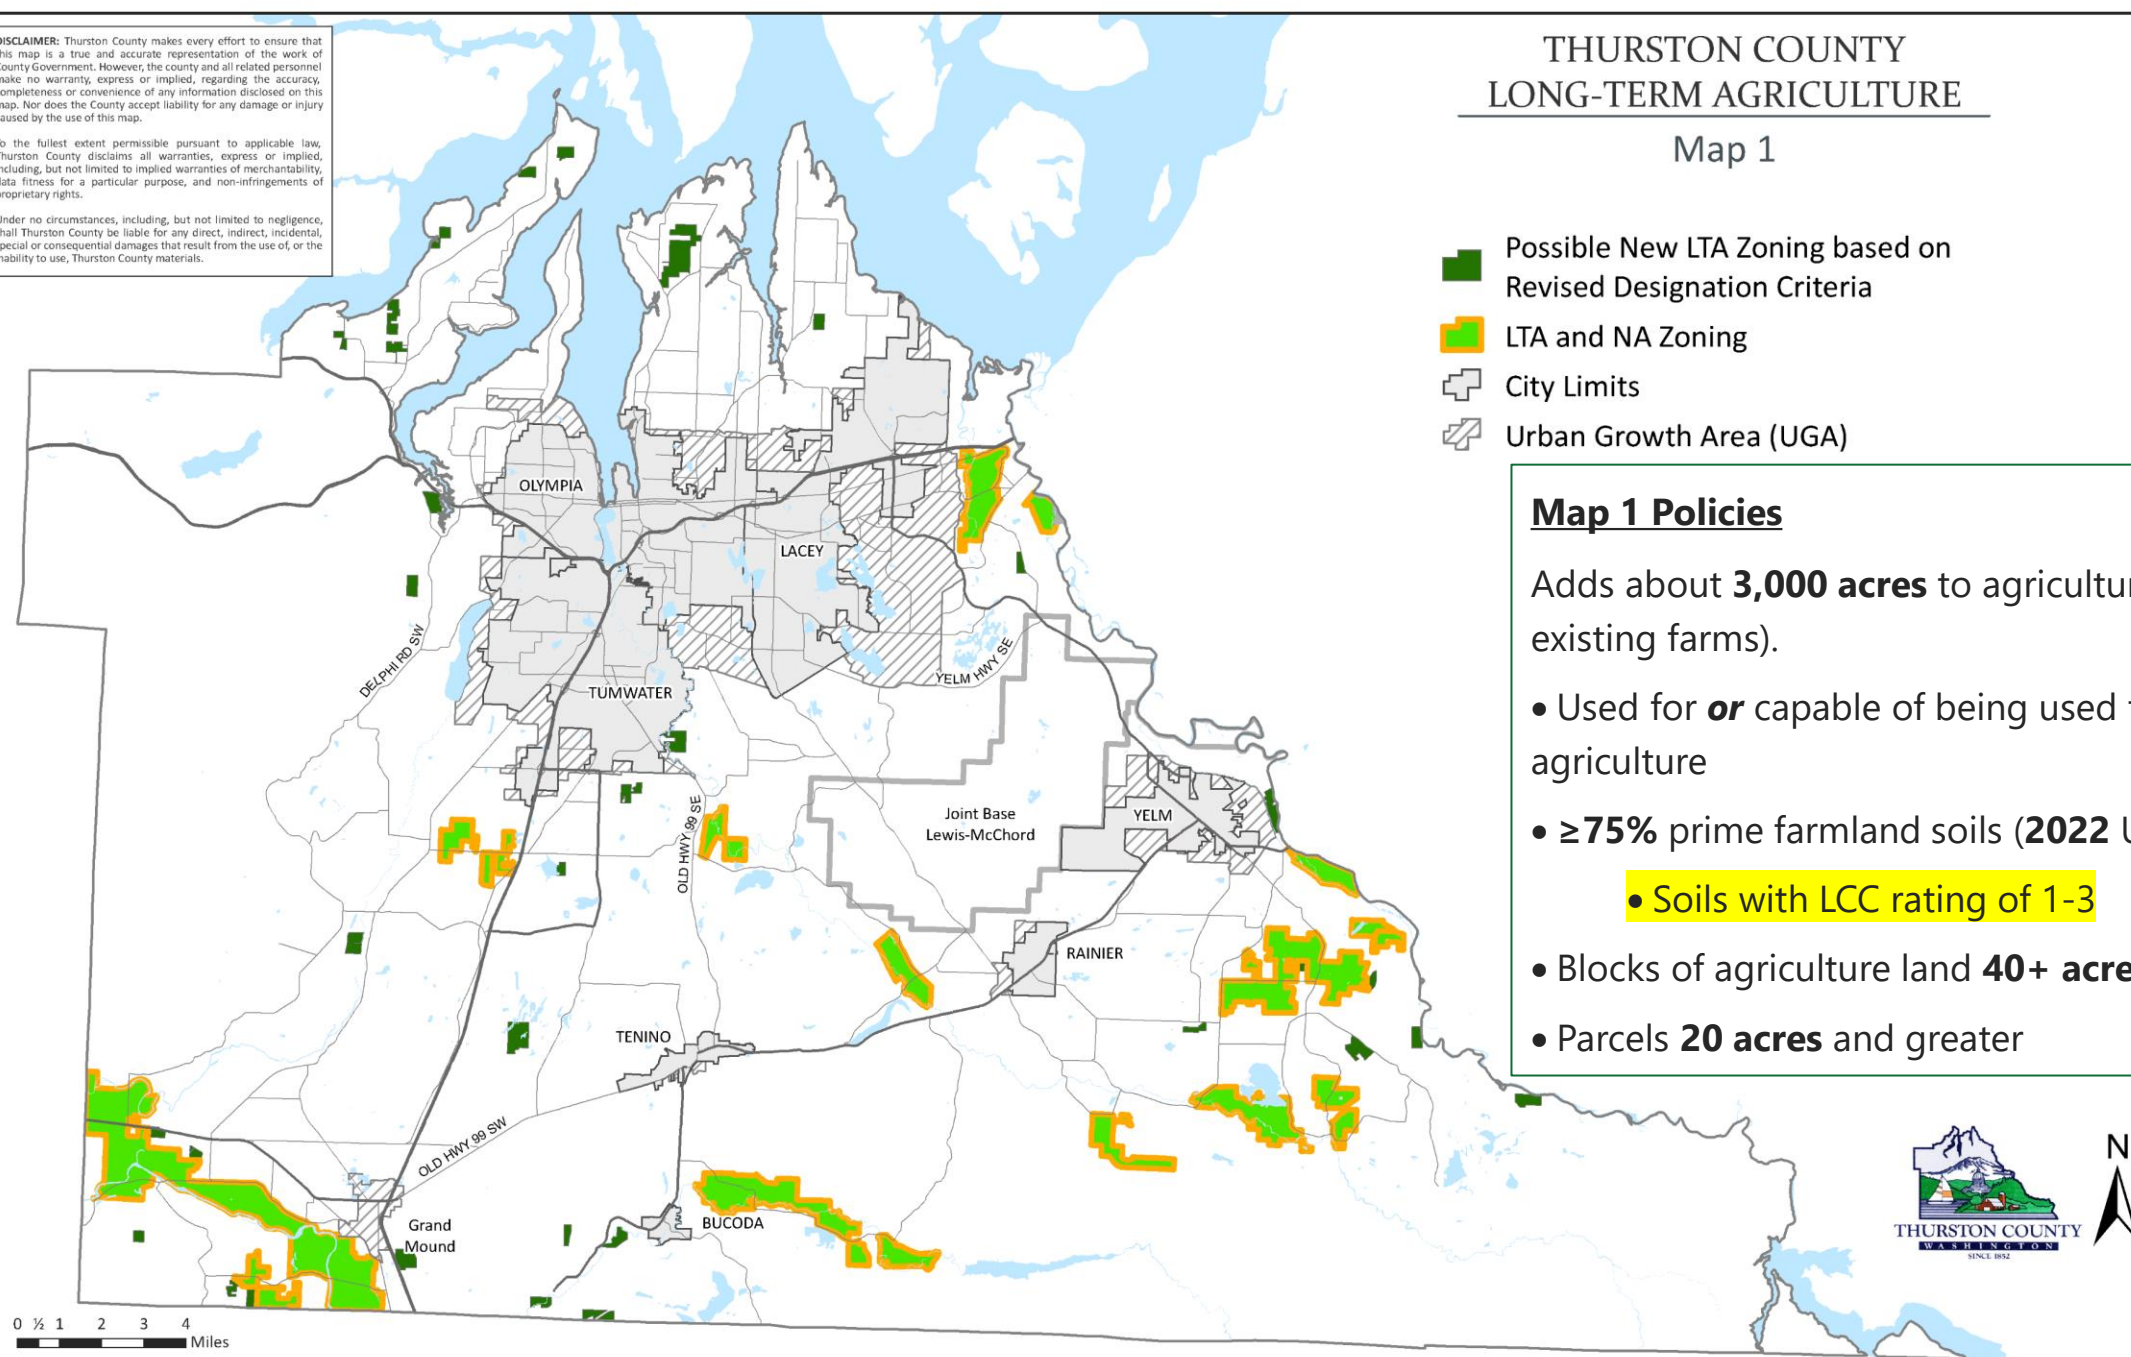 DISCLAIMER: Thurston County makes every effort to ensure that
this map is a true and accurate representation of the work of
County Government. However, the county and all related personnel
make no warranty, express or implied, regarding the accuracy,
completeness or convenience of any information disclosed on this
map. Nor does the County accept liability for any damage or injury
caused by the use of this map.
To the fullest extent permissible pursuant to applicable law,
Thurston County disclaims all warranties, express or implied,
including, but not limited to implied warranties of merchantability,
data fitness for a particular purpose, and non-infringements of
proprietary rights.
Under no circumstances, including, but not limited to negligence,
shall Thurston County be liable for any direct, indirect, incidental,
special or consequential damages that result from the use of, or the
inability to use, Thurston County materials.
THURSTON COUNTY
LONG-TERM AGRICULTURE
Map 1
Possible New LTA Zoning based on
Revised Designation Criteria
LTA and NA Zoning
City Limits
Urban Growth Area (UGA)
Map 1 Policies
Adds about 3,000 acres to agricultur
existing farms).
• Used for or capable of being used
agriculture
• ≥75% prime farmland soils (2022 U
• Soils with LCC rating of 1-3
• Blocks of agriculture land 40+ acre
• Parcels 20 acres and greater
OLYMPIA
LACEY
DELPHI RD SW
YELM HWY SE
TUMWATER
OLD HWY 99 SE
Joint Base
Lewis-McChord
YELM
RAINIER
TENINO
OLD HWY 99 SW
BUCODA
Grand
Mound
N
THURSTON COUNTY
WASHINGTON
SINCE 1852
0 ½ 1 2 3 4
Miles